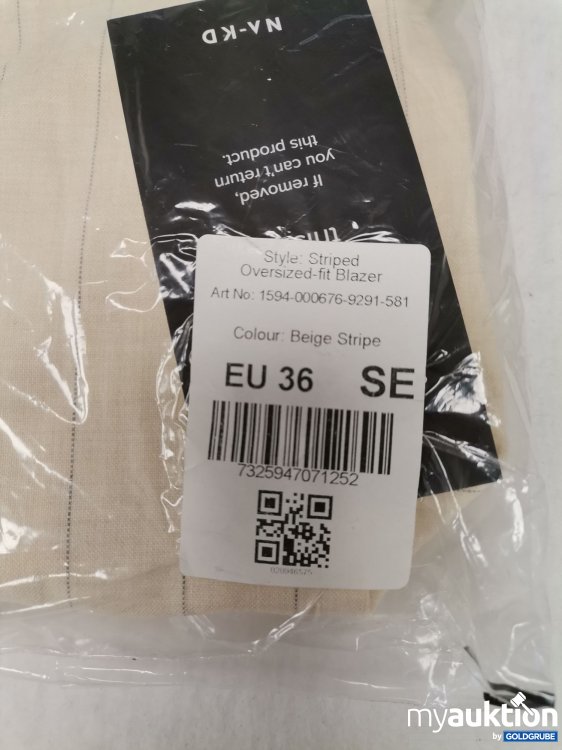 NA-KD
this
If removed,
you can't return
this product.
Style: Striped
Oversized-fit Blazer
Art No: 1594-000676-9291-581
Colour: Beige Stripe
EU 36 SE
7325947071252
myauktion
by GOLDGRUBE